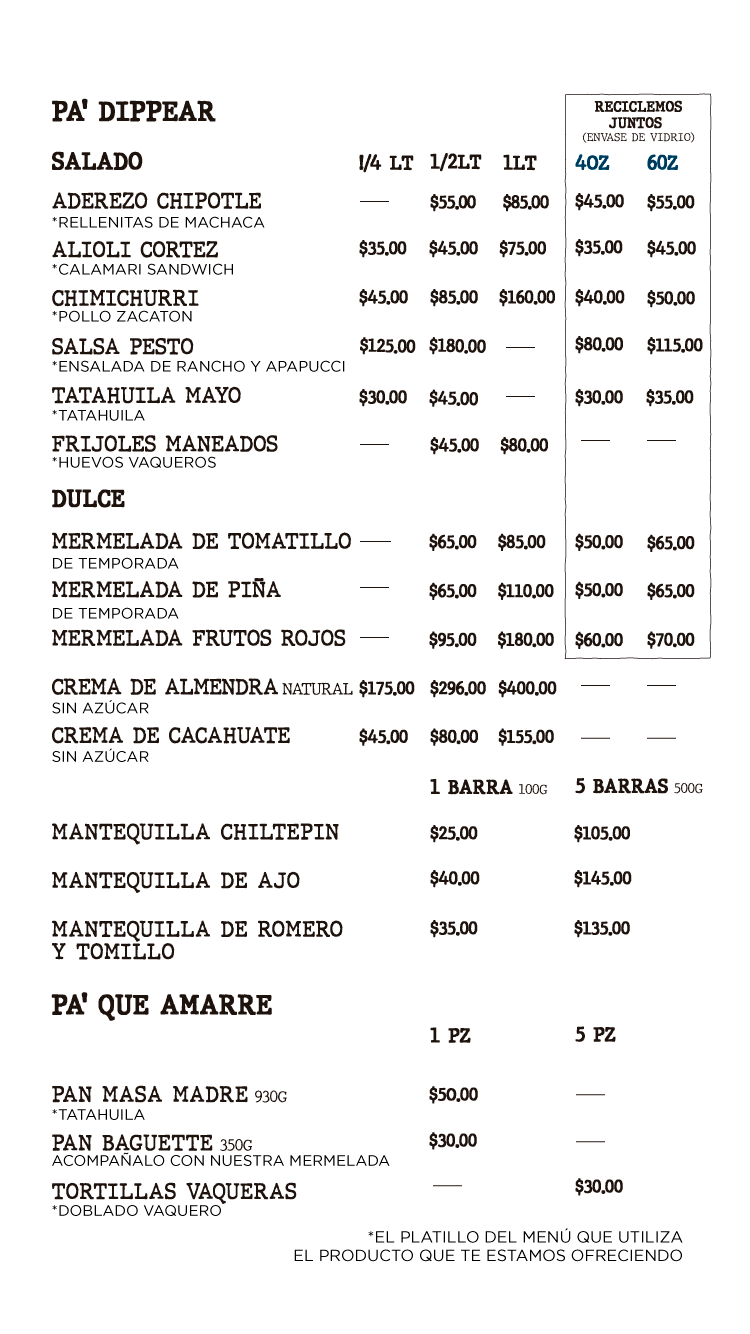 PA' DIPPEAR
RECICLEMOS
JUNTOS
(ENVASE DE VIDRIO)
SALADO 1/4 LT 1/2LT 1LT 4OZ 6OZ
ADEREZO CHIPOTLE — $55.00 $85.00 $45.00 $55.00
*RELLENITAS DE MACHACA
ALIOLI CORTEZ $35.00 $45.00 $75.00 $35.00 $45.00
*CALAMARI SANDWICH
CHIMICHURRI $45.00 $85.00 $160.00 $40.00 $50.00
*POLLO ZACATON
SALSA PESTO $125.00 $180.00 — $80.00 $115.00
*ENSALADA DE RANCHO Y APAPUCCI
TATAHUILA MAYO $30.00 $45.00 — $30.00 $35.00
*TATAHUILA
FRIJOLES MANEADOS — $45.00 $80.00 — —
*HUEVOS VAQUEROS
DULCE
MERMELADA DE TOMATILLO — $65.00 $85.00 $50.00 $65.00
DE TEMPORADA
MERMELADA DE PIÑA — $65.00 $110.00 $50.00 $65.00
DE TEMPORADA
MERMELADA FRUTOS ROJOS — $95.00 $180.00 $60.00 $70.00
CREMA DE ALMENDRA NATURAL $175.00 $296.00 $400.00 — —
SIN AZÚCAR
CREMA DE CACAHUATE $45.00 $80.00 $155.00 — —
SIN AZÚCAR
1 BARRA 100G 5 BARRAS 500G
MANTEQUILLA CHILTEPIN $25.00 $105.00
MANTEQUILLA DE AJO $40.00 $145.00
MANTEQUILLA DE ROMERO $35.00 $135.00
Y TOMILLO
PA' QUE AMARRE
1 PZ 5 PZ
PAN MASA MADRE 930G $50.00 —
*TATAHUILA
PAN BAGUETTE 350G $30.00 —
ACOMPAÑALO CON NUESTRA MERMELADA
TORTILLAS VAQUERAS — $30.00
*DOBLADO VAQUERO
*EL PLATILLO DEL MENÚ QUE UTILIZA
EL PRODUCTO QUE TE ESTAMOS OFRECIENDO